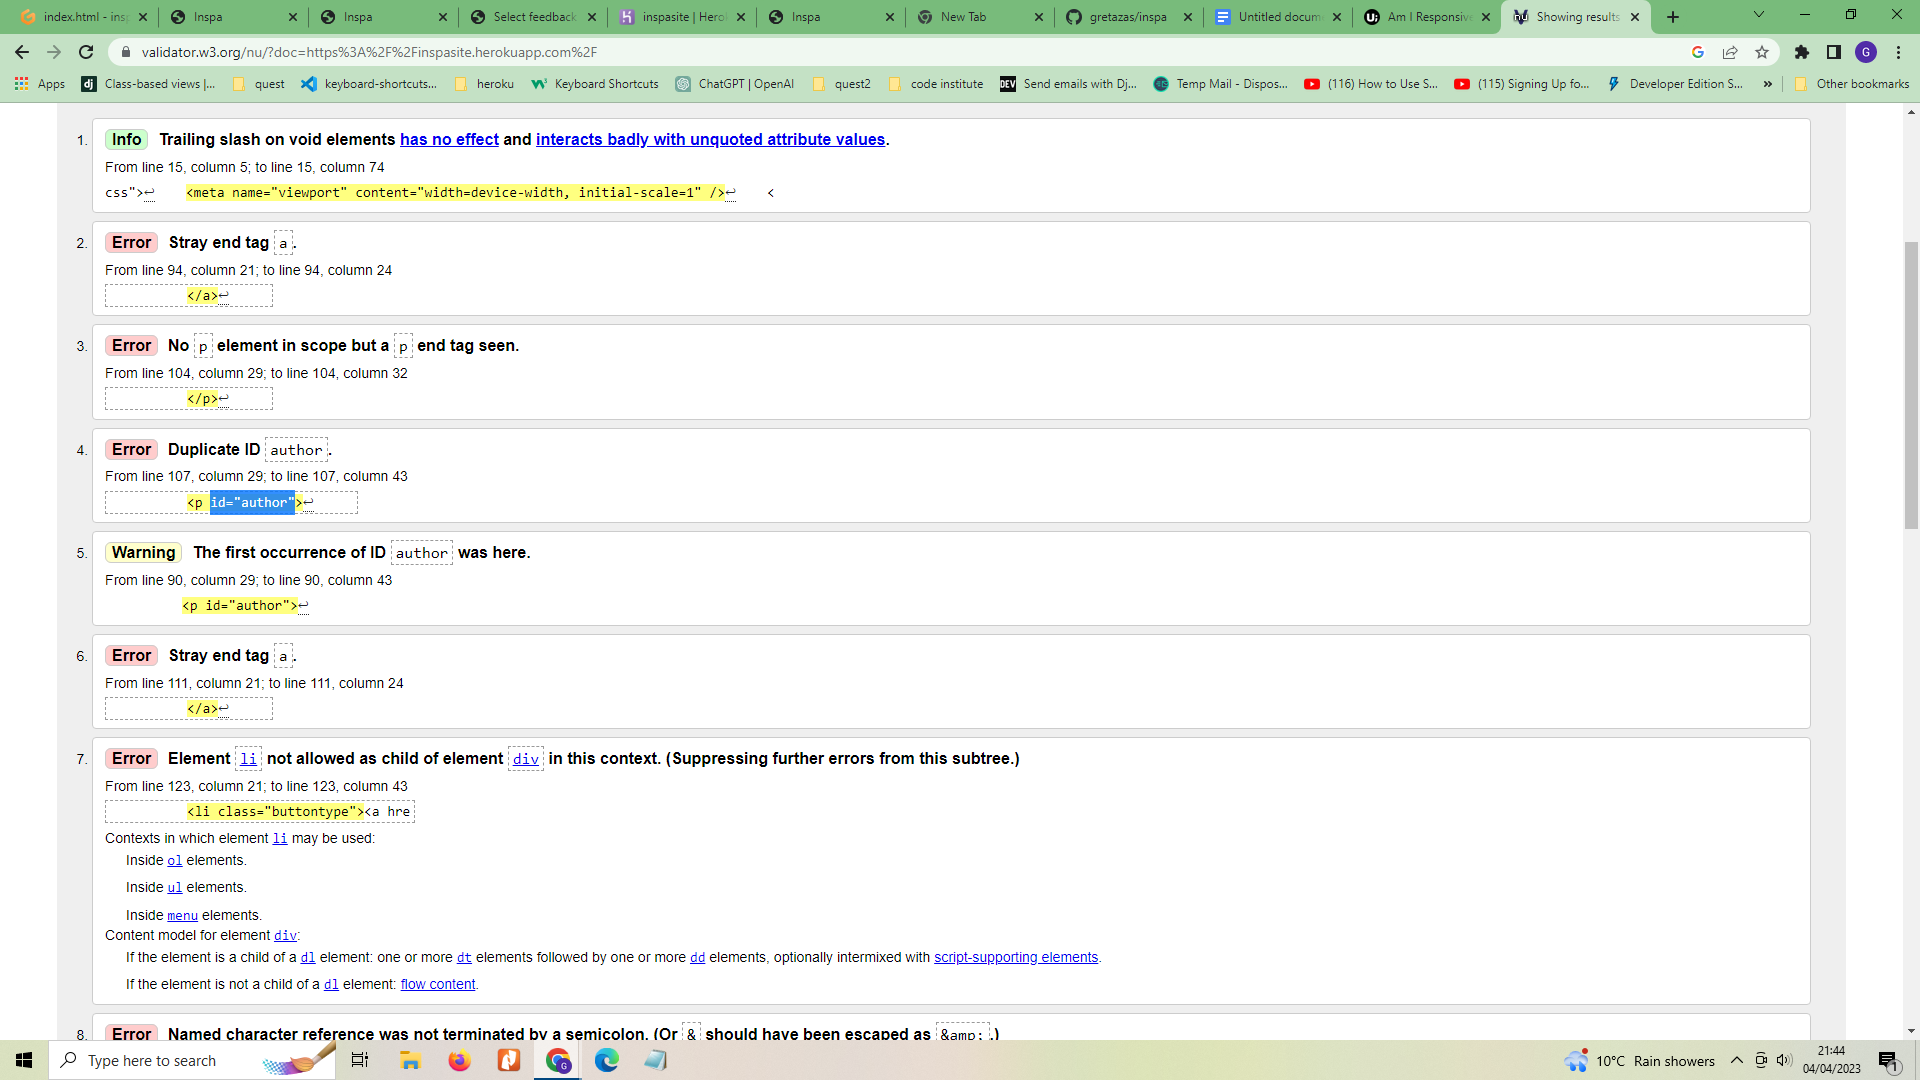 index.html - insp
Inspa
Inspa
Select feedback
inspasite | Herok
Inspa
New Tab
gretazas/inspa
Untitled docum
Am I Responsive
Showing results
validator.w3.org/nu/?doc=https%3A%2F%2Finspasite.herokuapp.com%2F
G
Apps
dj Class-based views |...
quest
keyboard-shortcuts...
heroku
Keyboard Shortcuts
ChatGPT | OpenAI
quest2
code institute
DEV Send emails with Dj...
Temp Mail - Dispos...
(116) How to Use S...
(115) Signing Up fo...
Developer Edition S...
»
Other bookmarks
1. Info Trailing slash on void elements has no effect and interacts badly with unquoted attribute values.
From line 15, column 5; to line 15, column 74
css">↩ <meta name="viewport" content="width=device-width, initial-scale=1" />↩ <
2. Error Stray end tag a.
From line 94, column 21; to line 94, column 24
</a>↩
3. Error No p element in scope but a p end tag seen.
From line 104, column 29; to line 104, column 32
</p>↩
4. Error Duplicate ID author.
From line 107, column 29; to line 107, column 43
<p id="author">↩
5. Warning The first occurrence of ID author was here.
From line 90, column 29; to line 90, column 43
<p id="author">↩
6. Error Stray end tag a.
From line 111, column 21; to line 111, column 24
</a>↩
7. Error Element li not allowed as child of element div in this context. (Suppressing further errors from this subtree.)
From line 123, column 21; to line 123, column 43
<li class="buttontype"><a hre
Contexts in which element li may be used:
Inside ol elements.
Inside ul elements.
Inside menu elements.
Content model for element div:
If the element is a child of a dl element: one or more dt elements followed by one or more dd elements, optionally intermixed with script-supporting elements.
If the element is not a child of a dl element: flow content.
8. Error Named character reference was not terminated by a semicolon. (Or & should have been escaped as &amp;.)
Type here to search
10°C Rain showers
21:44
04/04/2023
1